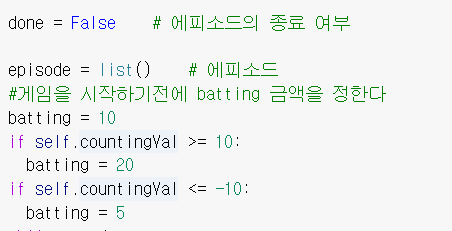 done = False    # 에피소드의 종료 여부
episode = list()    # 에피소드
#게임을 시작하기전에 batting 금액을 정한다
batting = 10
if self.countingVal >= 10:
  batting = 20
if self.countingVal <= -10:
  batting = 5